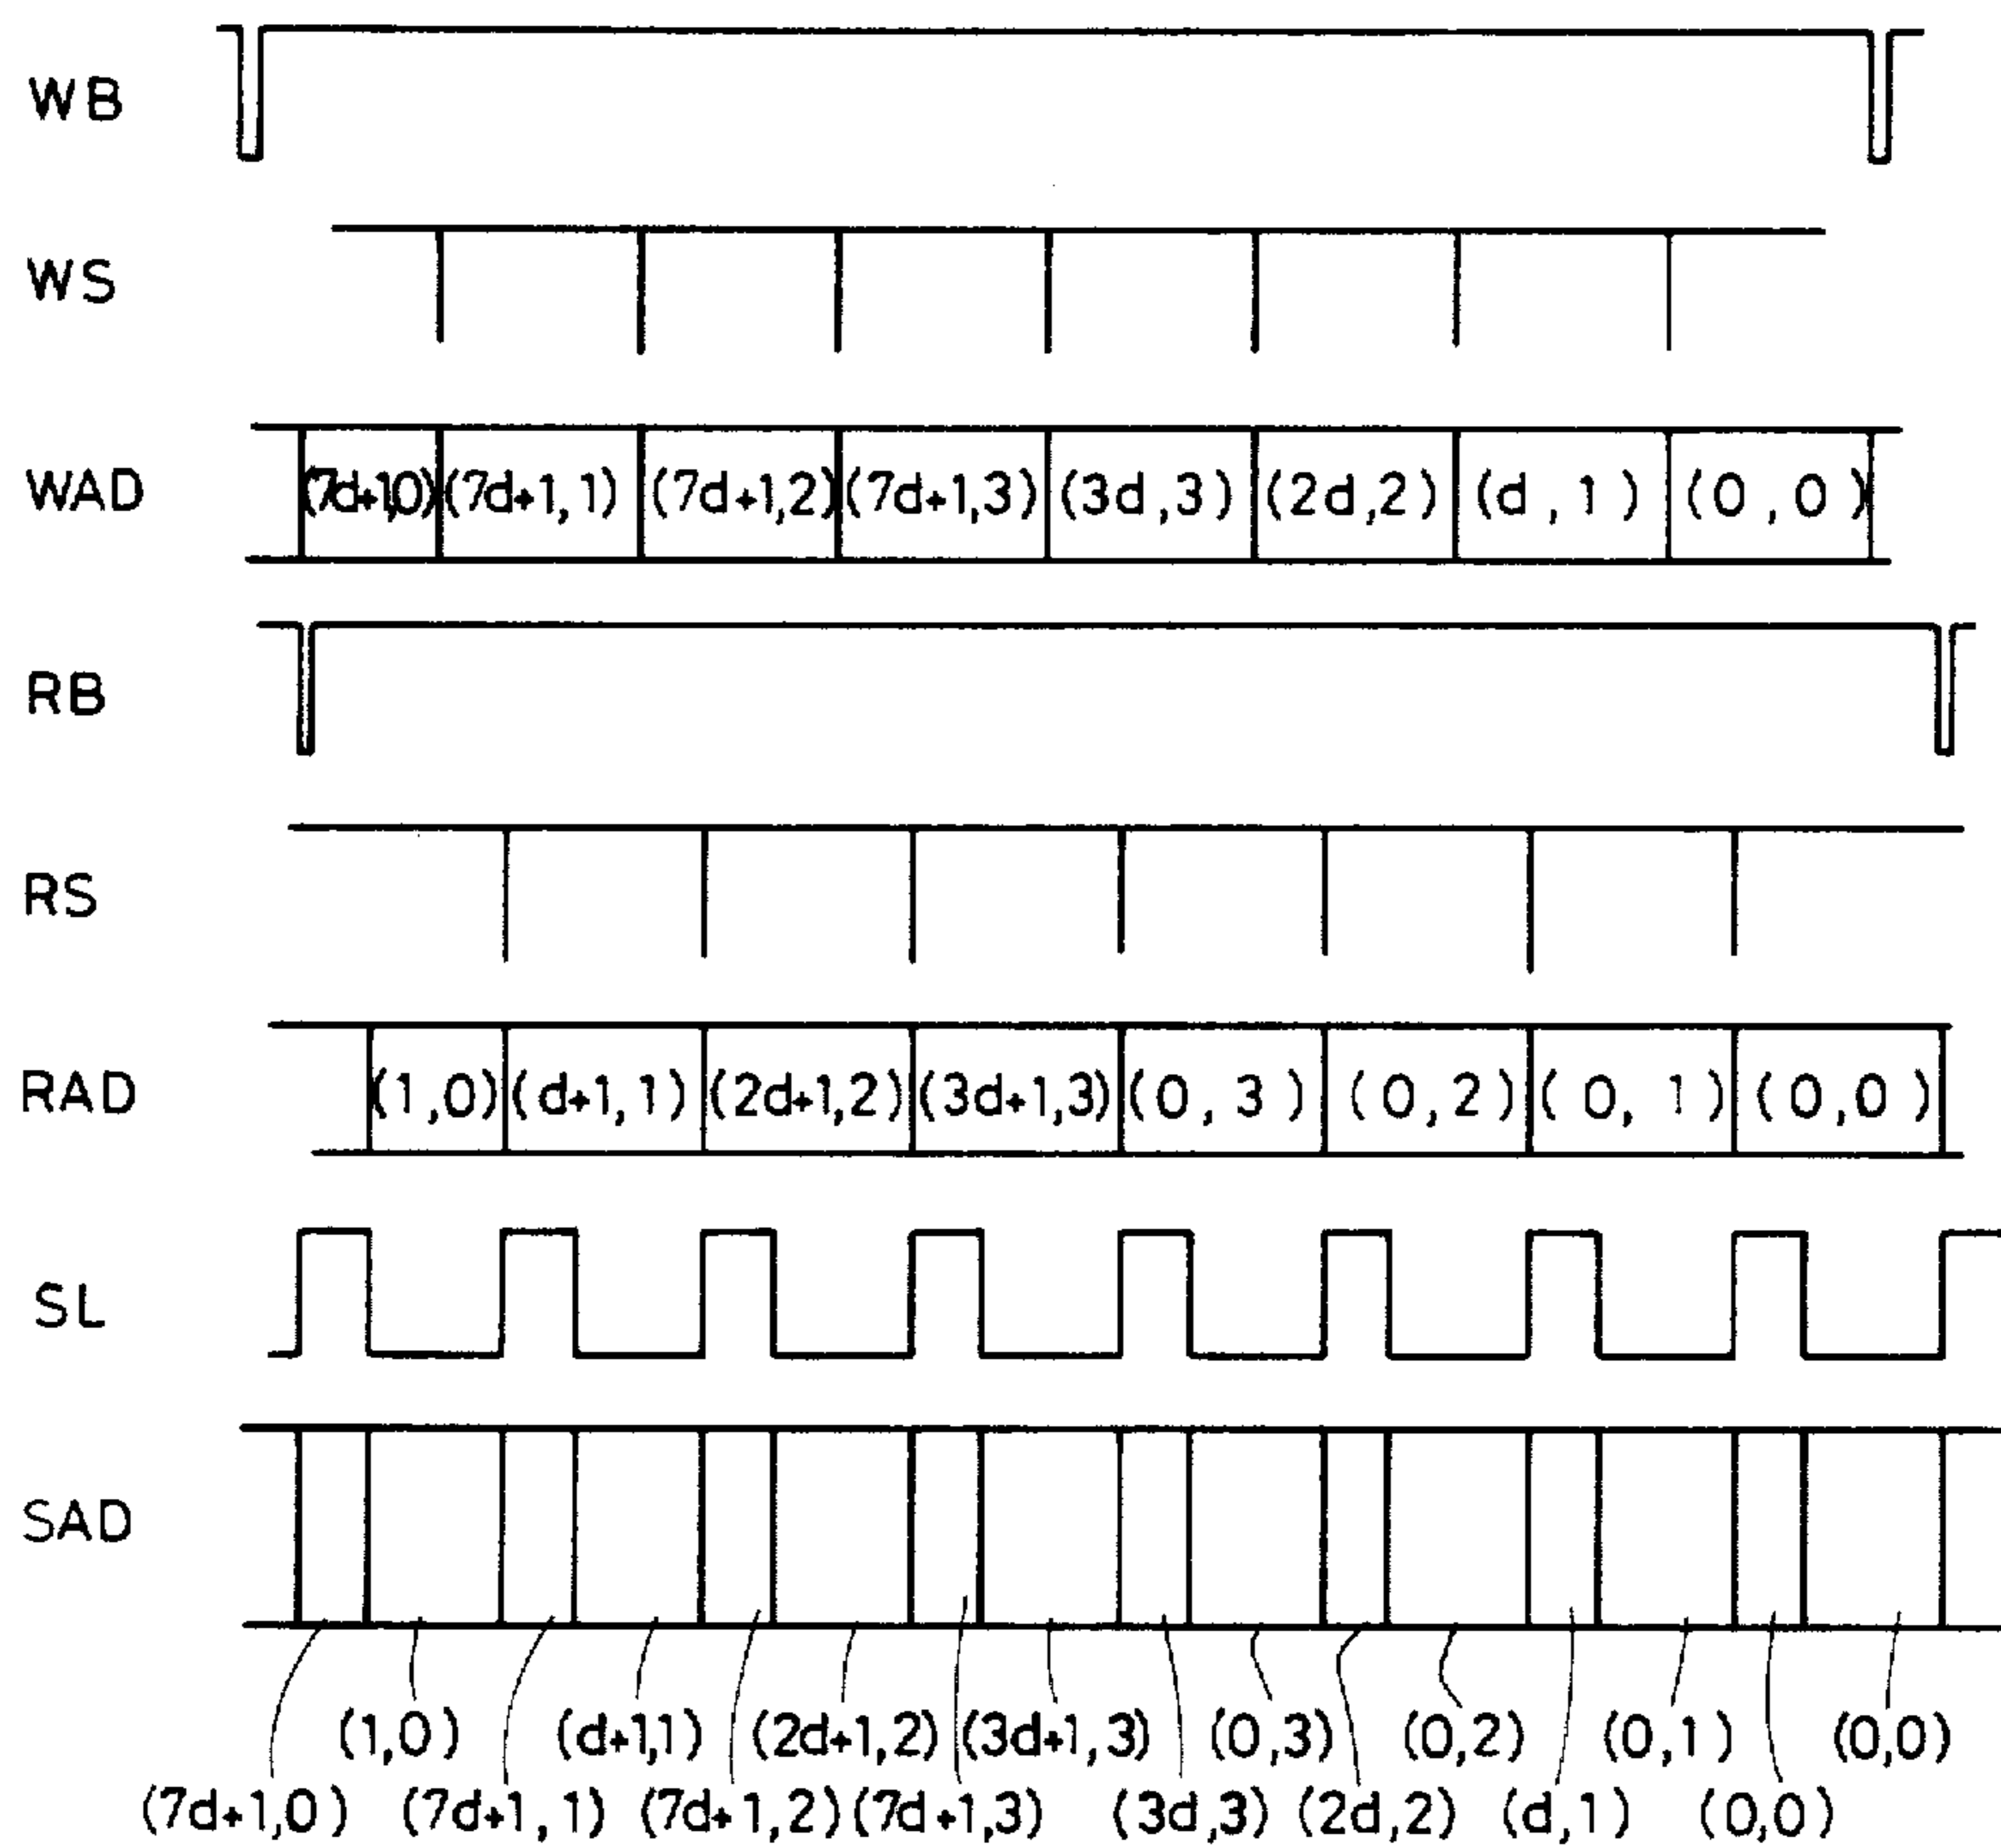 WB
WS
WAD (7d+1,0) (7d+1,1) (7d+1,2) (7d+1,3) (3d,3) (2d,2) (d,1) (0,0)
RB
RS
RAD (1,0) (d+1,1) (2d+1,2) (3d+1,3) (0,3) (0,2) (0,1) (0,0)
SL
SAD
(1,0) (d+1,1) (2d+1,2) (3d+1,3) (0,3) (0,2) (0,1) (0,0)
(7d+1,0) (7d+1,1) (7d+1,2) (7d+1,3) (3d,3) (2d,2) (d,1) (0,0)